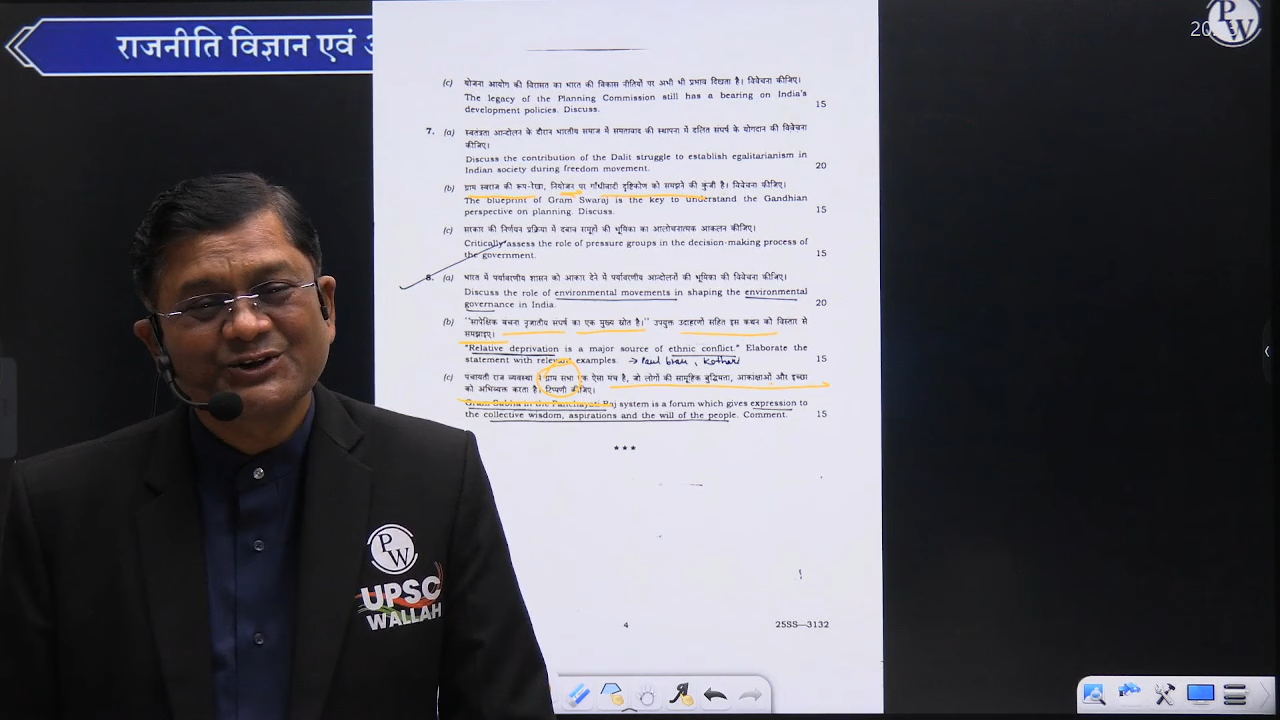 राजनीति विज्ञान एवं
20
PW
(c) योजना आयोग की विरासत का भारत की विकास नीतियों पर अभी भी प्रभाव दिखता है। विवेचना कीजिए।
The legacy of the Planning Commission still has a bearing on India's
development policies. Discuss. 15
7. (a) स्वतंत्रता आन्दोलन के दौरान भारतीय समाज में समतावाद की स्थापना में दलित संघर्ष के योगदान की विवेचना
कीजिए।
Discuss the contribution of the Dalit struggle to establish egalitarianism in
Indian society during freedom movement. 20
(b) ग्राम स्वराज की रूप-रेखा, नियोजन पर गाँधीवादी दृष्टिकोण को समझने की कुंजी है। विवेचना कीजिए।
The blueprint of Gram Swaraj is the key to understand the Gandhian
perspective on planning. Discuss. 15
(c) सरकार की निर्णयन प्रक्रिया में दबाव समूहों की भूमिका का आलोचनात्मक आकलन कीजिए।
Critically assess the role of pressure groups in the decision-making process of
the government. 15
8. (a) भारत में पर्यावरणीय शासन को आकार देने में पर्यावरणीय आन्दोलनों की भूमिका की विवेचना कीजिए।
Discuss the role of environmental movements in shaping the environmental
governance in India. 20
(b) "सापेक्षिक वंचना नृजातीय संघर्ष का एक मुख्य स्रोत है।" उपयुक्त उदाहरणों सहित इस कथन को विस्तार से
समझाइए।
"Relative deprivation is a major source of ethnic conflict." Elaborate the
statement with relevant examples. → Paul brass, Kothari 15
(c) पंचायती राज व्यवस्था में ग्राम सभा एक ऐसा मंच है, जो लोगों की सामूहिक बुद्धिमता, आकांक्षाओं और इच्छा
को अभिव्यक्त करता है। टिप्पणी कीजिए।
Gram Sabha in the Panchayati Raj system is a forum which gives expression to
the collective wisdom, aspirations and the will of the people. Comment. 15
★★★
4 25SS—3132
PW
UPSC
WALLAH